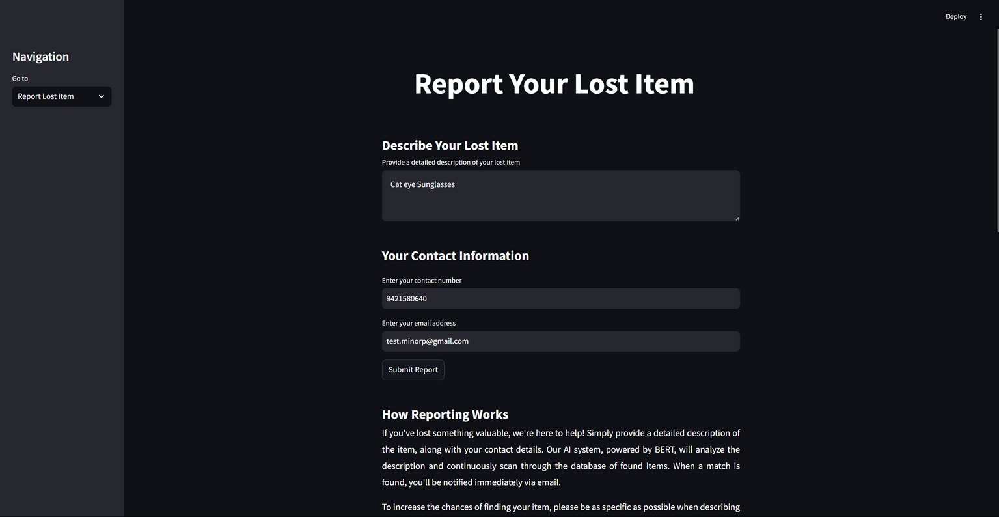 Deploy
Navigation
Go to
Report Lost Item
Report Your Lost Item
Describe Your Lost Item
Provide a detailed description of your lost item
Cat eye Sunglasses
Your Contact Information
Enter your contact number
9421580640
Enter your email address
test.minorp@gmail.com
Submit Report
How Reporting Works
If you've lost something valuable, we're here to help! Simply provide a detailed description of
the item, along with your contact details. Our AI system, powered by BERT, will analyze the
description and continuously scan through the database of found items. When a match is
found, you'll be notified immediately via email.
To increase the chances of finding your item, please be as specific as possible when describing